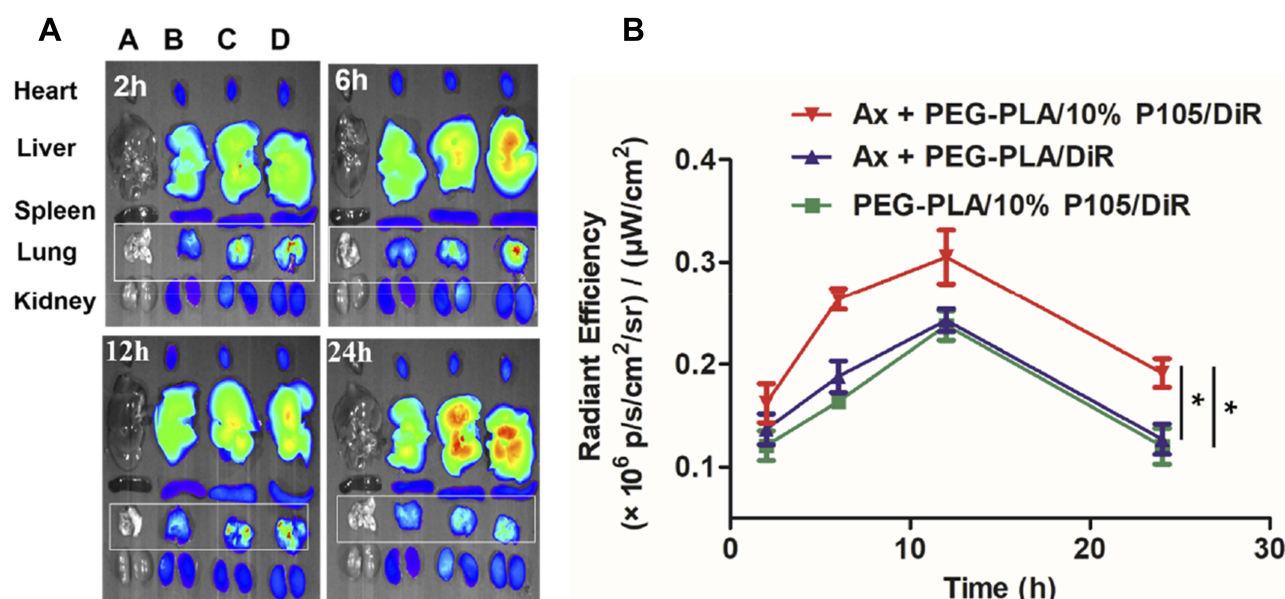 A
A B C D
Heart
Liver
Spleen
Lung
Kidney
2h
6h
12h
24h
B
Ax + PEG-PLA/10% P105/DiR
Ax + PEG-PLA/DiR
PEG-PLA/10% P105/DiR
Radiant Efficiency
(× 10⁶ p/s/cm²/sr) / (µW/cm²)
0.4
0.3
0.2
0.1
* *
0 10 20 30
Time (h)